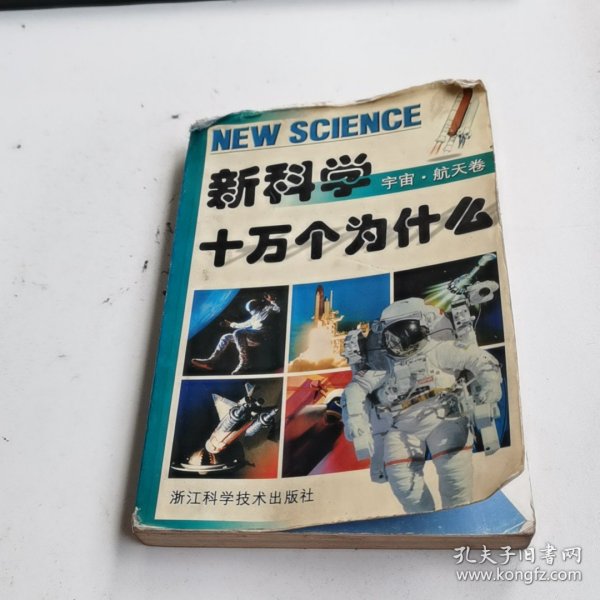 NEW SCIENCE
新科学
宇宙·航天卷
十万个为什么
浙江科学技术出版社
孔夫子旧书网
www.kongfz.com